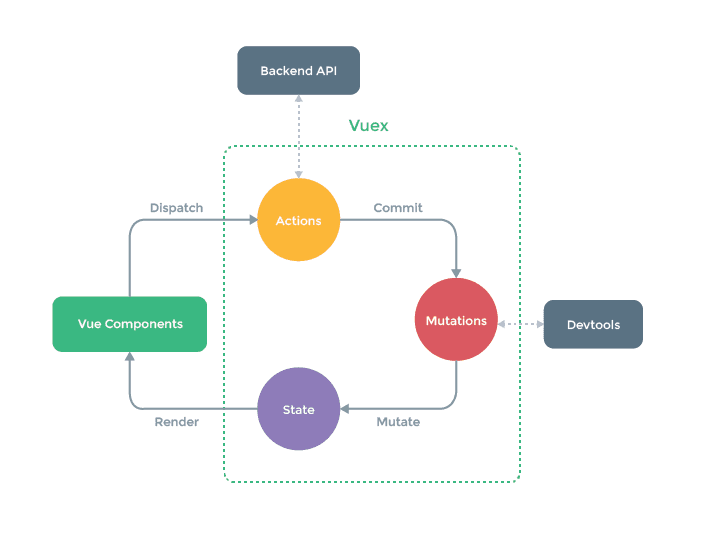 Backend API
Vuex
Dispatch
Commit
Actions
Vue Components
Mutations
Devtools
State
Render
Mutate